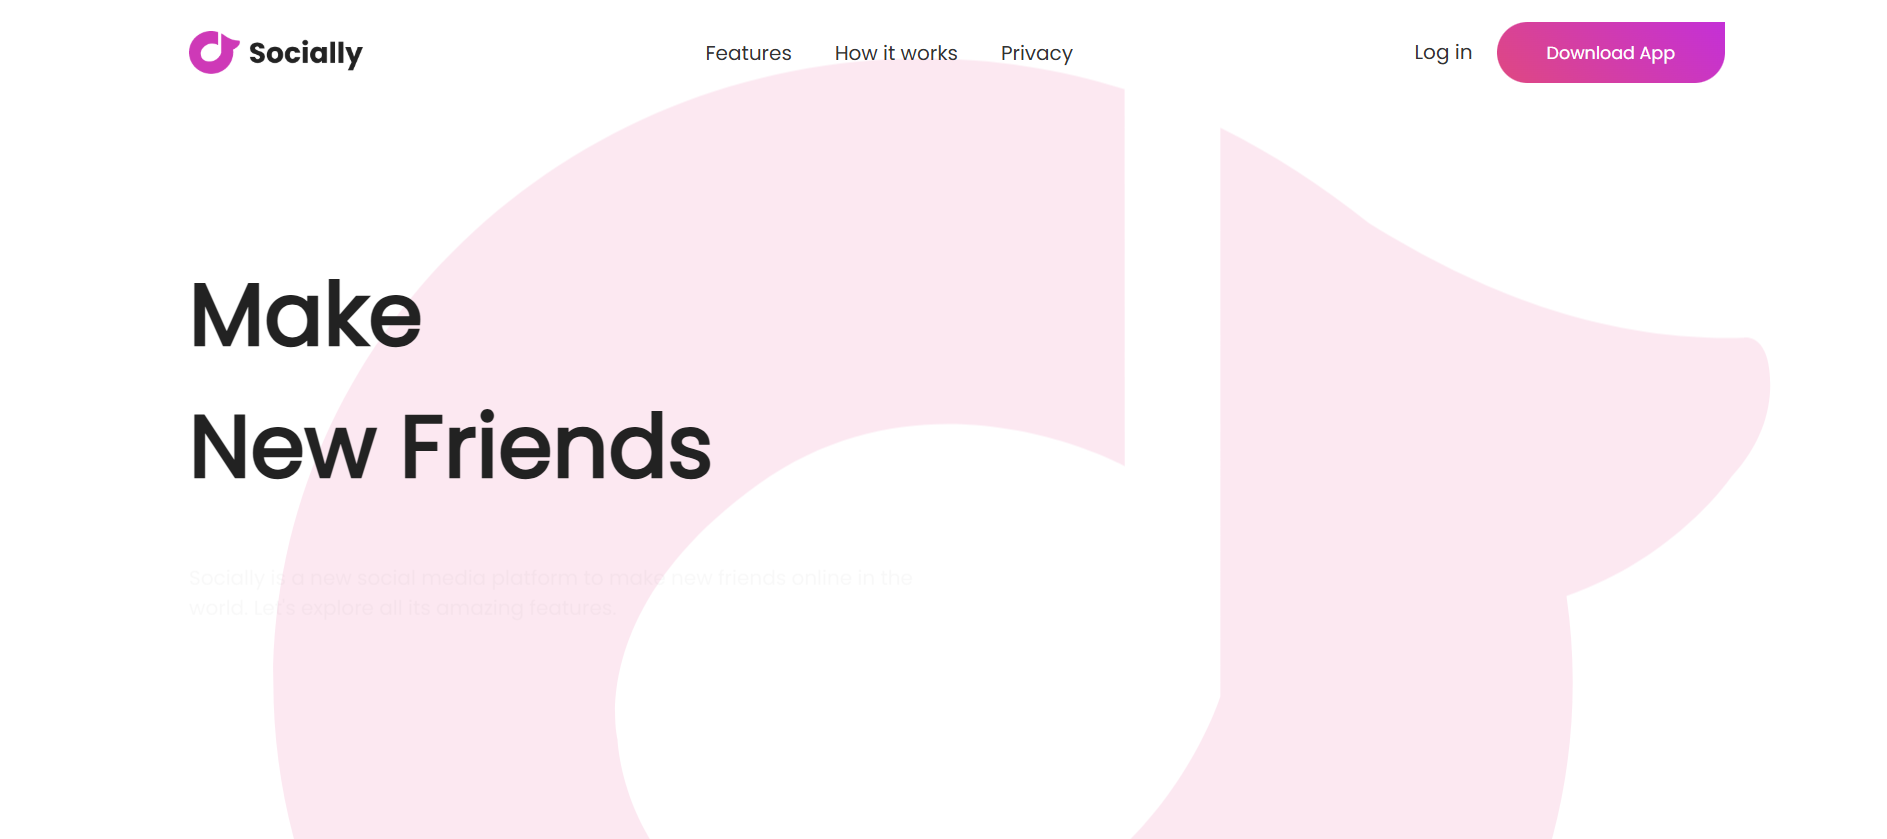 Socially
Features How it works Privacy
Log in
Download App
Make
New Friends
Socially is a new social media platform to make new friends online in the
world. Let's explore all its amazing features.